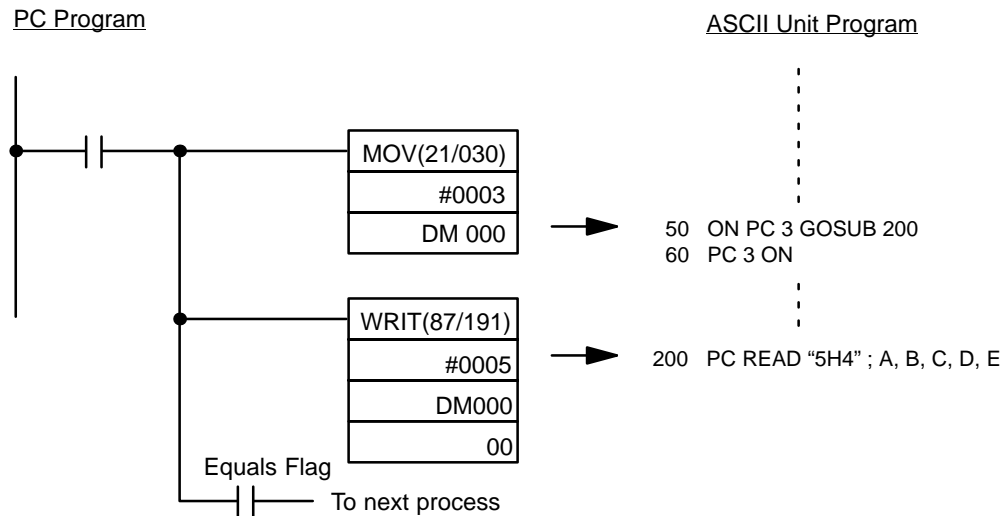 PC Program
ASCII Unit Program
MOV(21/030)
#0003
DM 000
50 ON PC 3 GOSUB 200
60 PC 3 ON
WRIT(87/191)
#0005
DM000
00
200 PC READ “5H4” ; A, B, C, D, E
Equals Flag
To next process